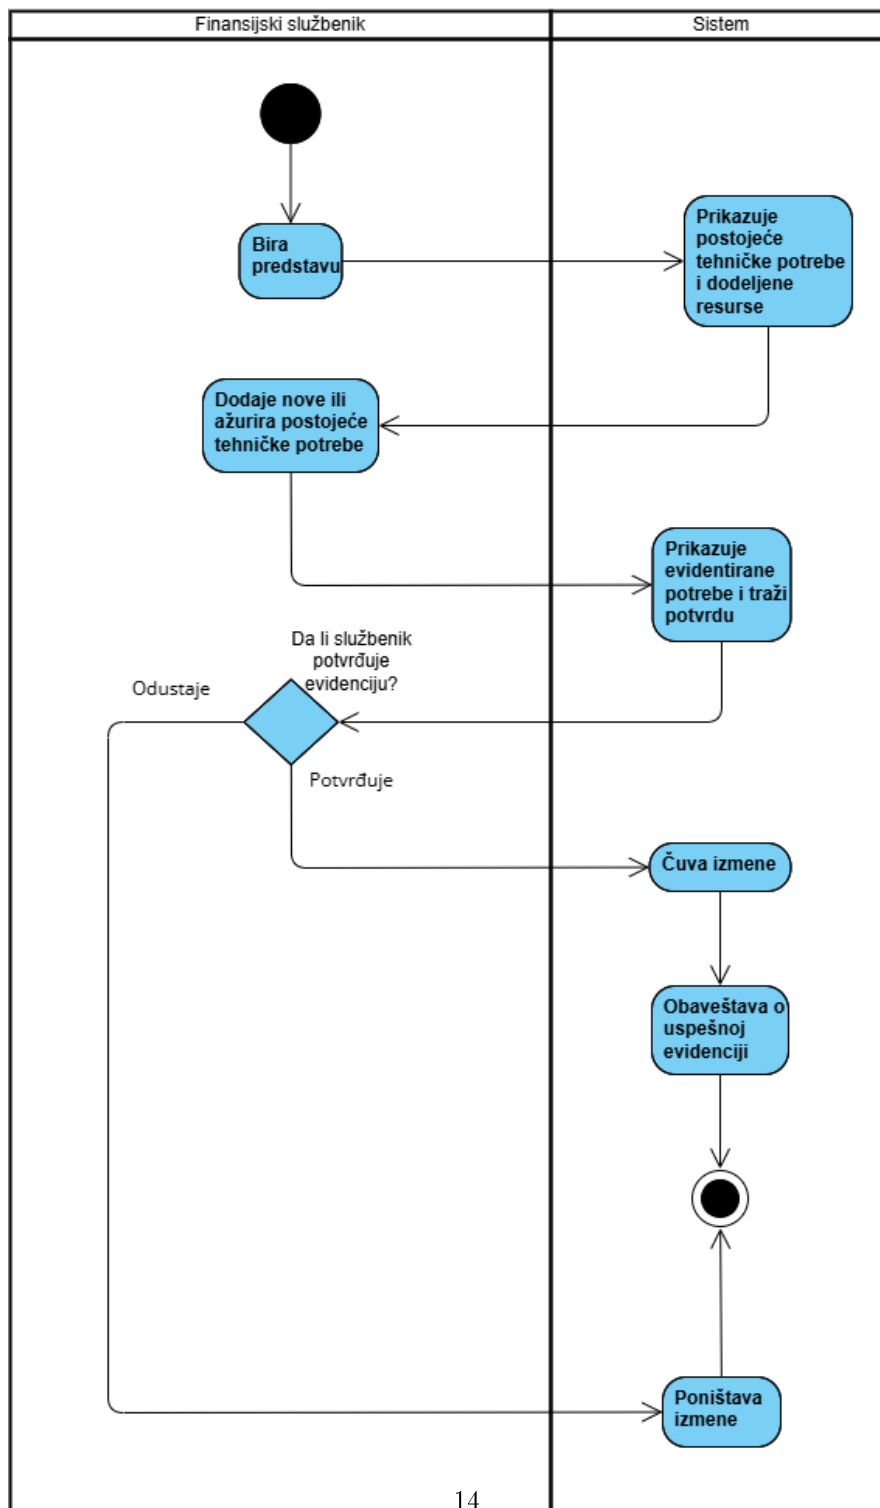 Finansijski službenik
Sistem
Bira
predstavu
Prikazuje
postojeće
tehničke potrebe
i dodeljene
resurse
Dodaje nove ili
ažurira postojeće
tehničke potrebe
Prikazuje
evidentirane
potrebe i traži
potvrdu
Da li službenik
potvrđuje
evidenciju?
Odustaje
Potvrđuje
Čuva izmene
Obaveštava o
uspešnoj
evidenciji
Poništava
izmene
14